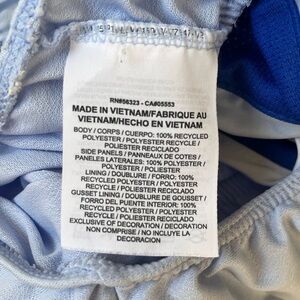 RN#56323 - CA#05553
MADE IN VIETNAM/FABRIQUE AU
VIETNAM/HECHO EN VIETNAM
BODY / CORPS / CUERPO: 100% RECYCLED
POLYESTER / POLYESTER RECYCLE /
POLIESTER RECICLADO
SIDE PANELS / PANNEAUX DE COTES /
PANELES LATERALES: 100% POLYESTER /
POLYESTER / POLIESTER
LINING / DOUBLURE / FORRO: 100%
RECYCLED POLYESTER / POLYESTER
RECYCLE / POLIESTER RECICLADO
GUSSET LINING / DOUBLURE DE GOUSSET /
FORRO DEL PUENTE INTERIOR: 100%
RECYCLED POLYESTER / POLYESTER
RECYCLE / POLIESTER RECICLADO
EXCLUSIVE OF DECORATION / DECORATION
NON COMPRISE / NO INCLUYE LA
DECORACION